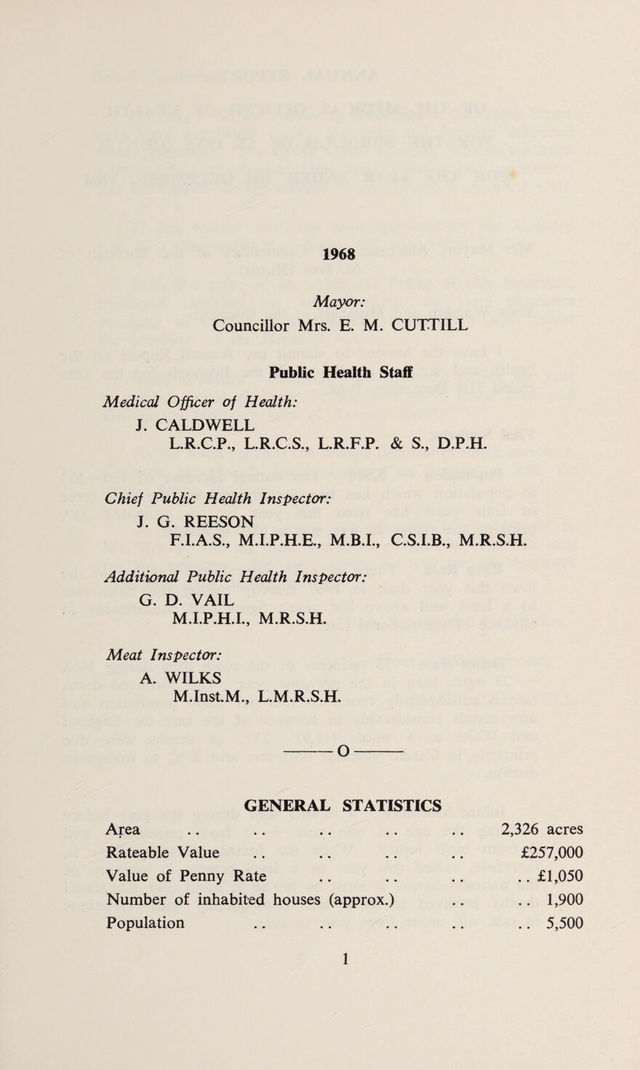 1968
Mayor:
Councillor Mrs. E. M. CUTTILL
Public Health Staff
Medical Officer of Health:
J. CALDWELL
L.R.C.P., L.R.C.S., L.R.F.P. & S., D.P.H.
Chief Public Health Inspector:
J. G. REESON
F.I.A.S., M.I.P.H.E., M.B.I., C.S.I.B., M.R.S.H.
Additional Public Health Inspector:
G. D. VAIL
M.I.P.H.I., M.R.S.H.
Meat Inspector:
A. WILKS
M.Inst.M., L.M.R.S.H.
——O——
GENERAL STATISTICS
Area .. .. .. .. .. 2,326 acres
Rateable Value .. .. .. .. £257,000
Value of Penny Rate .. .. .. .. £1,050
Number of inhabited houses (approx.) .. .. 1,900
Population .. .. .. .. .. 5,500
1